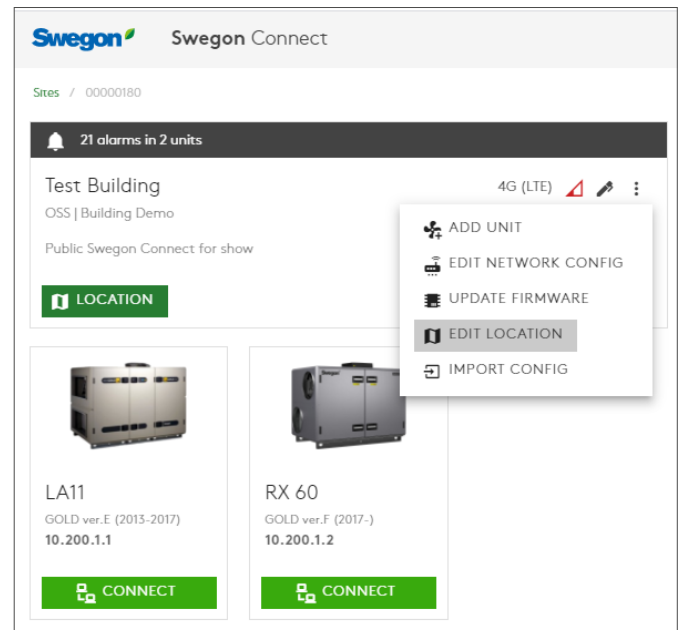 Swegon Swegon Connect
Sites / 00000180
21 alarms in 2 units
Test Building
4G (LTE)
OSS | Building Demo
Public Swegon Connect for show
LOCATION
ADD UNIT
EDIT NETWORK CONFIG
UPDATE FIRMWARE
EDIT LOCATION
IMPORT CONFIG
LA11
GOLD ver.E (2013-2017)
10.200.1.1
CONNECT
Swegon
RX 60
GOLD ver.F (2017-)
10.200.1.2
CONNECT